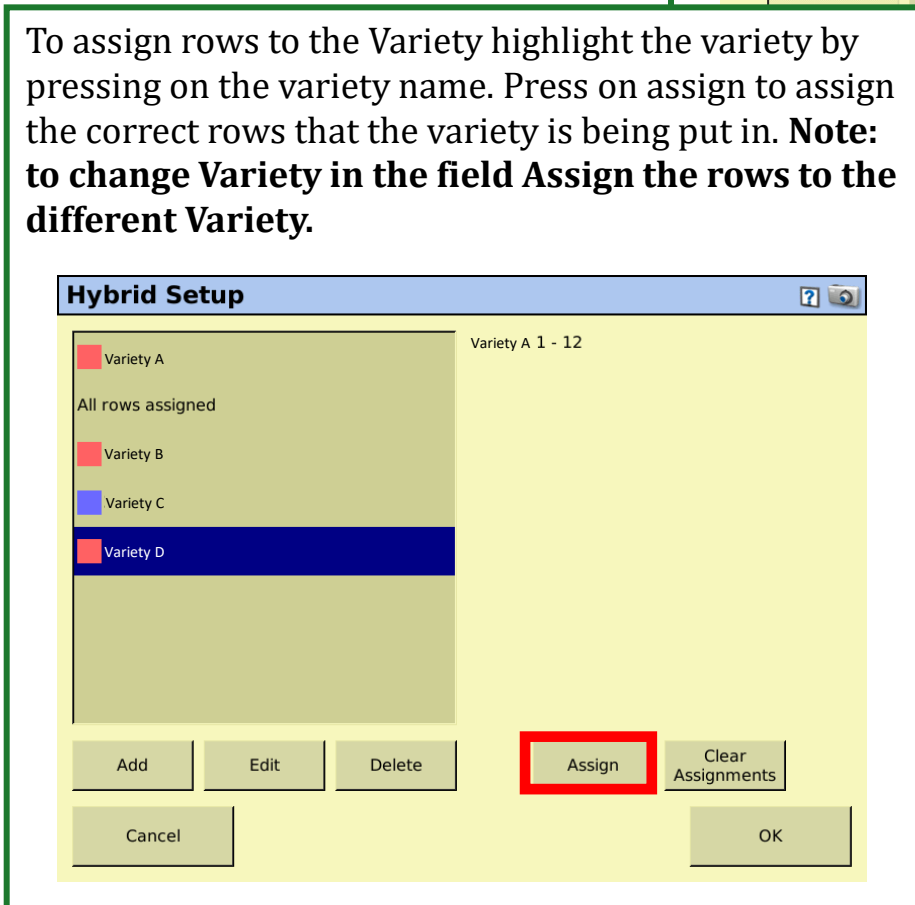 To assign rows to the Variety highlight the variety by
pressing on the variety name. Press on assign to assign
the correct rows that the variety is being put in. Note:
to change Variety in the field Assign the rows to the
different Variety.
Hybrid Setup
?
Variety A
All rows assigned
Variety B
Variety C
Variety D
Variety A 1 - 12
Add
Edit
Delete
Assign
Clear
Assignments
Cancel
OK